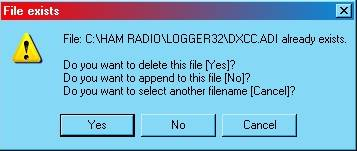 File exists
File: C:\HAM RADIO\LOGGER32\DXCC.ADI already exists.
Do you want to delete this file [Yes]?
Do you want to append to this file [No]?
Do you want to select another filename [Cancel]?
Yes
No
Cancel